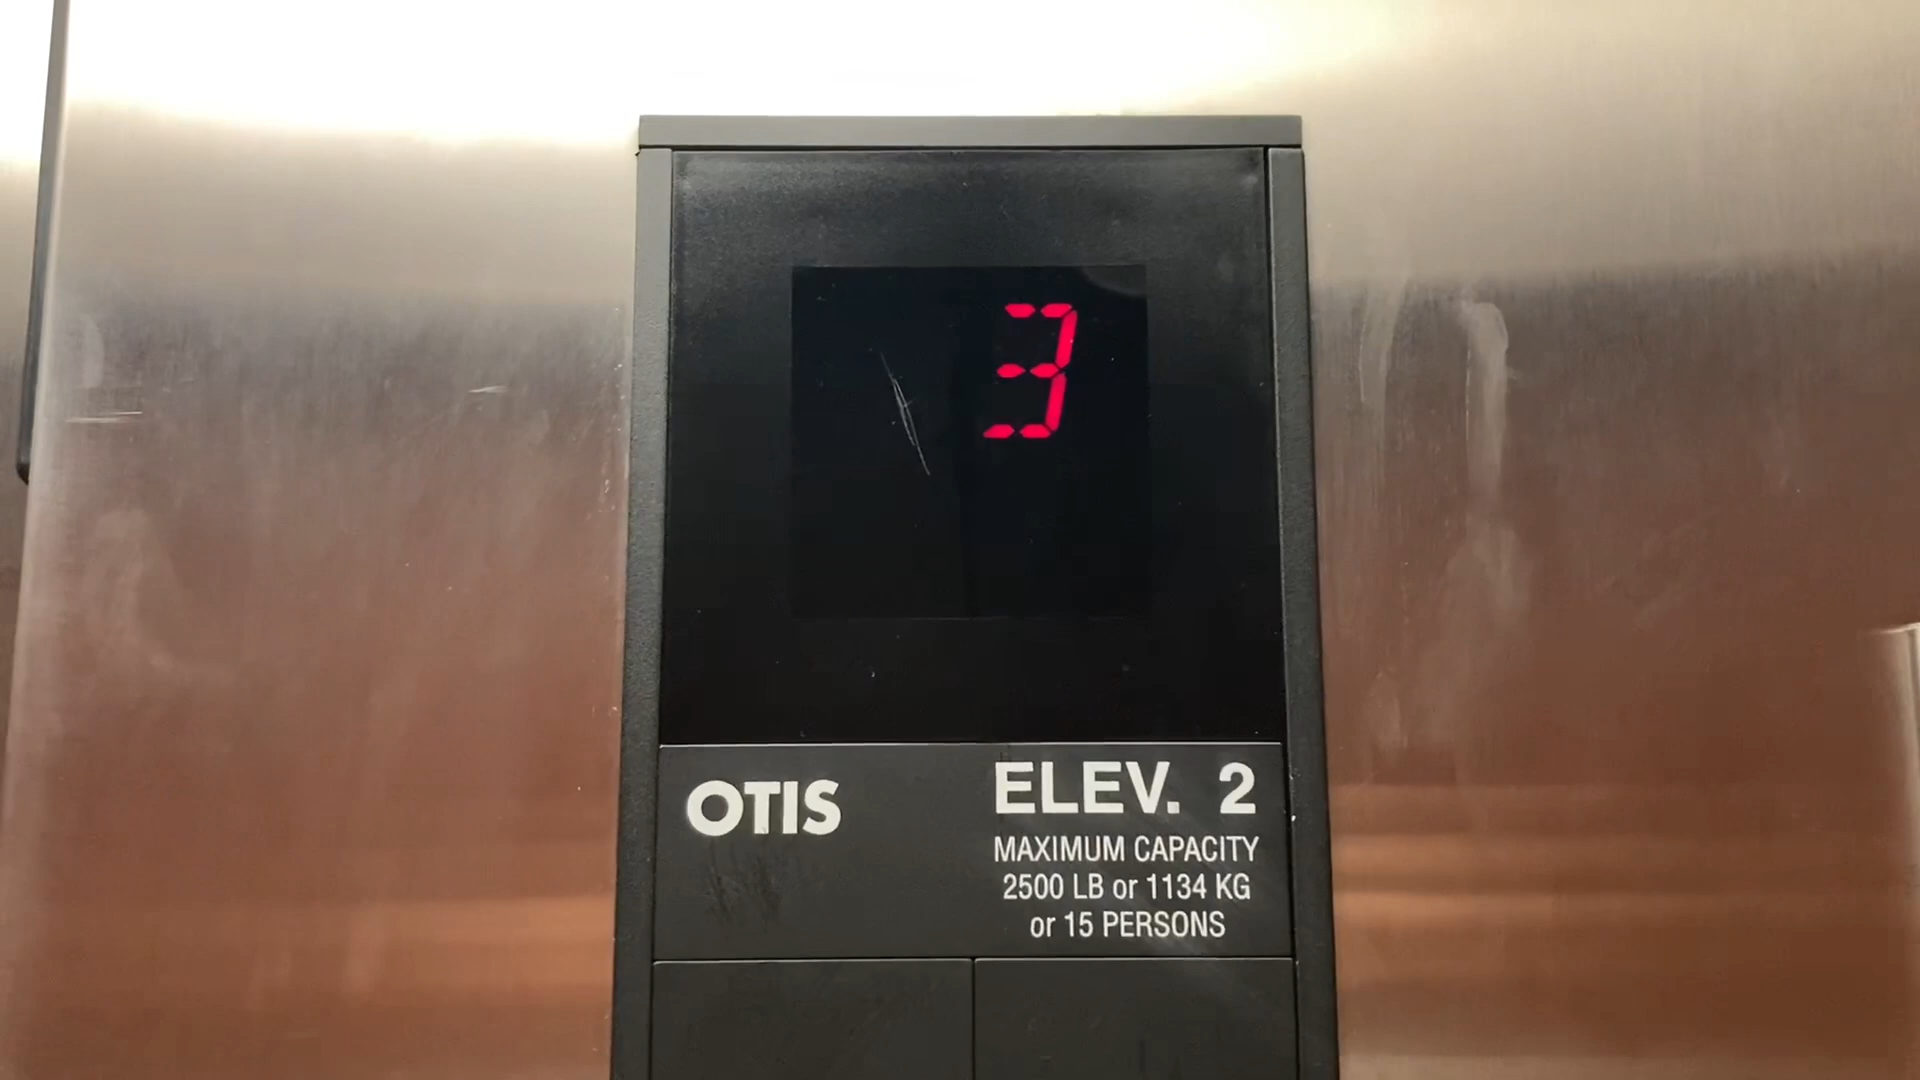 3
OTIS
ELEV. 2
MAXIMUM CAPACITY
2500 LB or 1134 KG
or 15 PERSONS